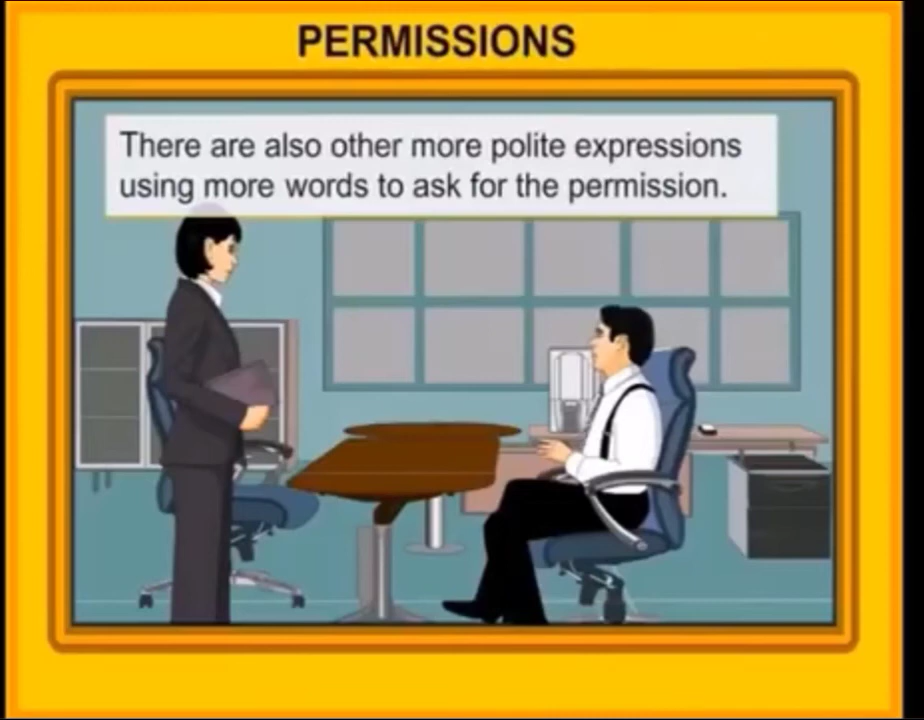 PERMISSIONS
There are also other more polite expressions
using more words to ask for the permission.